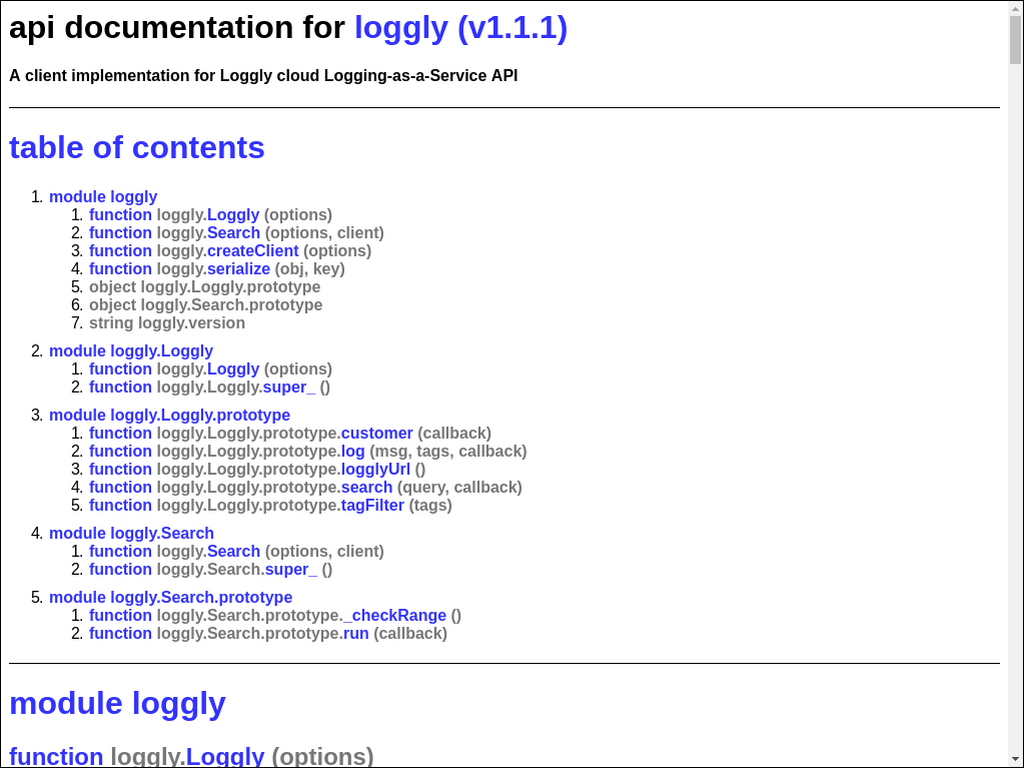 api documentation for loggly (v1.1.1)
A client implementation for Loggly cloud Logging-as-a-Service API
table of contents
1. module loggly
1. function loggly.Loggly (options)
2. function loggly.Search (options, client)
3. function loggly.createClient (options)
4. function loggly.serialize (obj, key)
5. object loggly.Loggly.prototype
6. object loggly.Search.prototype
7. string loggly.version
2. module loggly.Loggly
1. function loggly.Loggly (options)
2. function loggly.Loggly.super_ ()
3. module loggly.Loggly.prototype
1. function loggly.Loggly.prototype.customer (callback)
2. function loggly.Loggly.prototype.log (msg, tags, callback)
3. function loggly.Loggly.prototype.logglyUrl ()
4. function loggly.Loggly.prototype.search (query, callback)
5. function loggly.Loggly.prototype.tagFilter (tags)
4. module loggly.Search
1. function loggly.Search (options, client)
2. function loggly.Search.super_ ()
5. module loggly.Search.prototype
1. function loggly.Search.prototype._checkRange ()
2. function loggly.Search.prototype.run (callback)
module loggly
function loggly.Loggly (options)